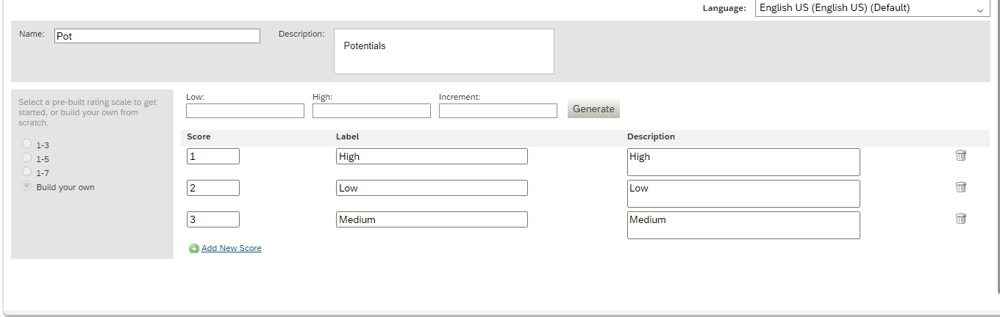 Language: English US (English US) (Default)
Name: Pot Description: Potentials
Select a pre-built rating scale to get
started, or build your own from
scratch.
1-3
1-5
1-7
Build your own
Low: High: Increment:
Generate
Score Label Description
1 High High
2 Low Low
3 Medium Medium
Add New Score